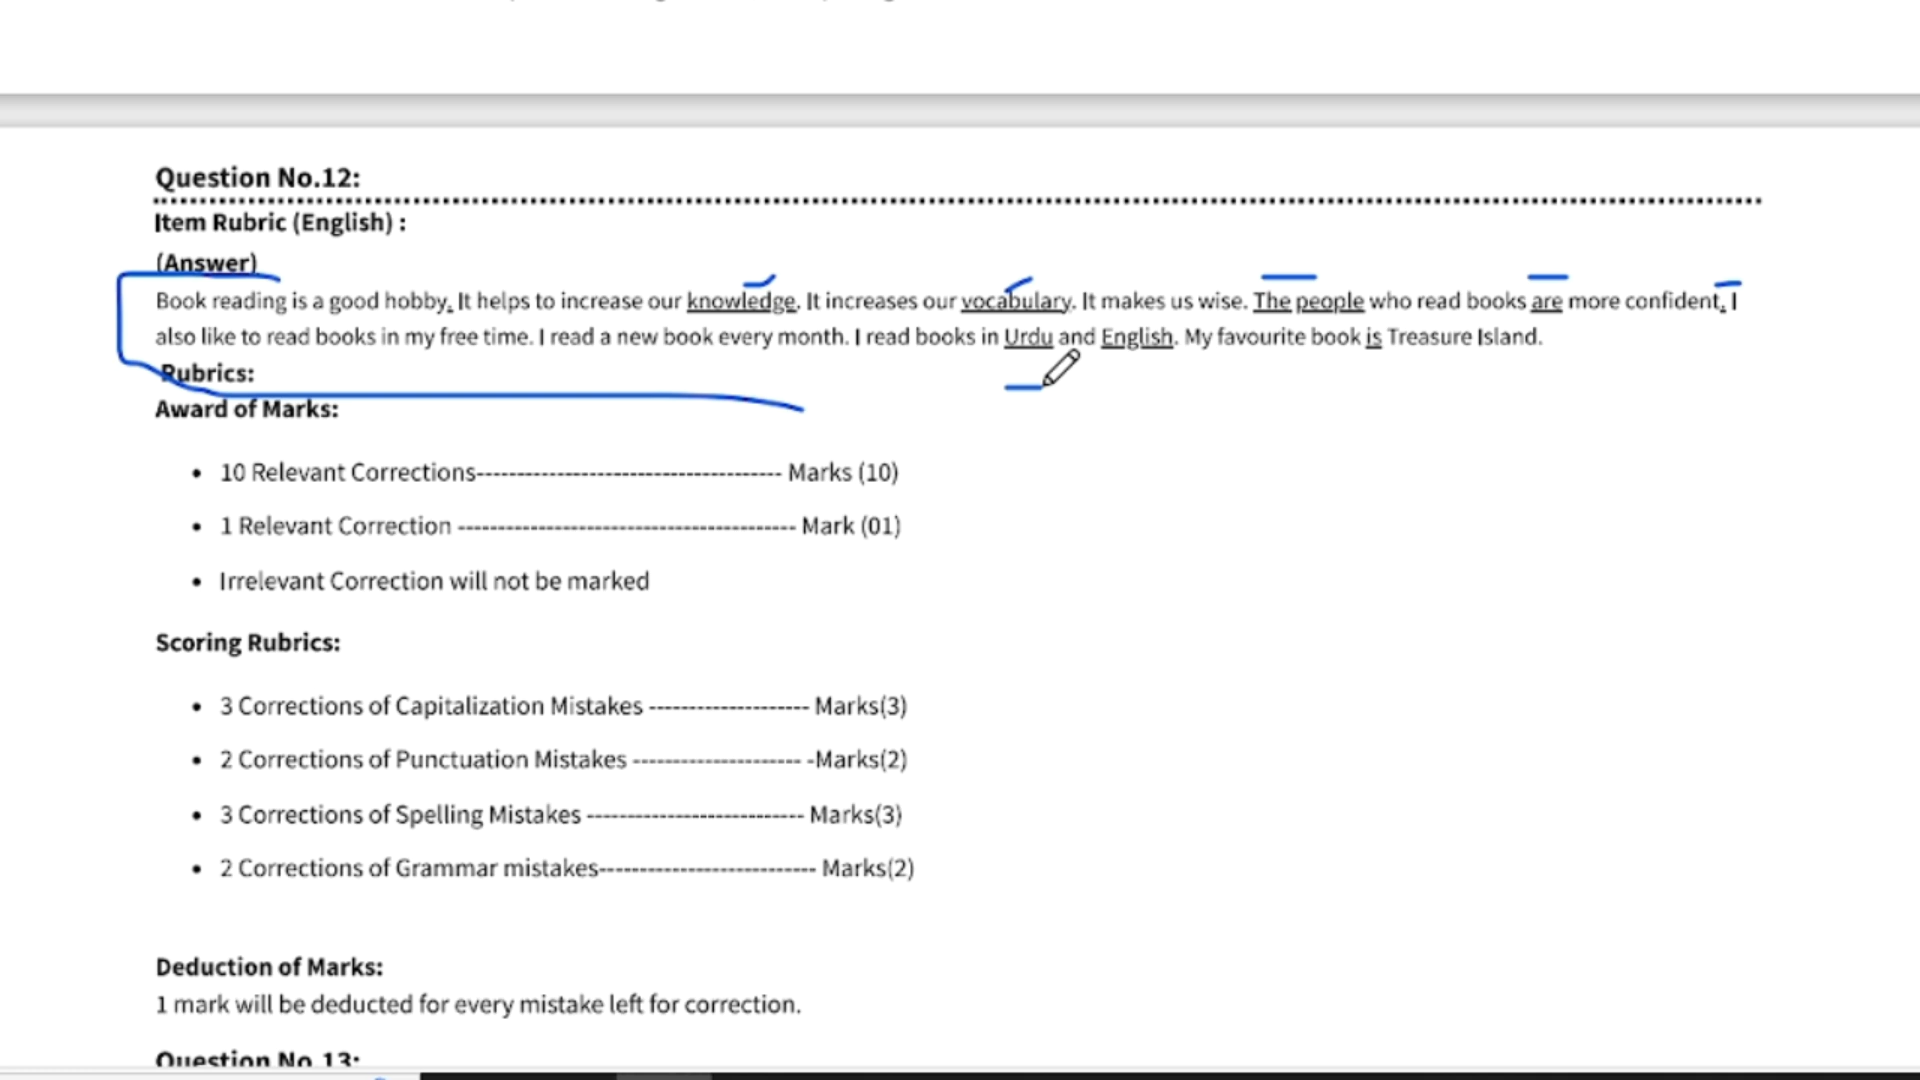 Question No.12:
Item Rubric (English) :
(Answer)
Book reading is a good hobby. It helps to increase our knowledge. It increases our vocabulary. It makes us wise. The people who read books are more confident. I
also like to read books in my free time. I read a new book every month. I read books in Urdu and English. My favourite book is Treasure Island.
Rubrics:
Award of Marks:
• 10 Relevant Corrections-------------------------------------- Marks (10)
• 1 Relevant Correction ------------------------------------------ Mark (01)
• Irrelevant Correction will not be marked
Scoring Rubrics:
• 3 Corrections of Capitalization Mistakes -------------------- Marks(3)
• 2 Corrections of Punctuation Mistakes --------------------- -Marks(2)
• 3 Corrections of Spelling Mistakes --------------------------- Marks(3)
• 2 Corrections of Grammar mistakes--------------------------- Marks(2)
Deduction of Marks:
1 mark will be deducted for every mistake left for correction.
Question No.13: